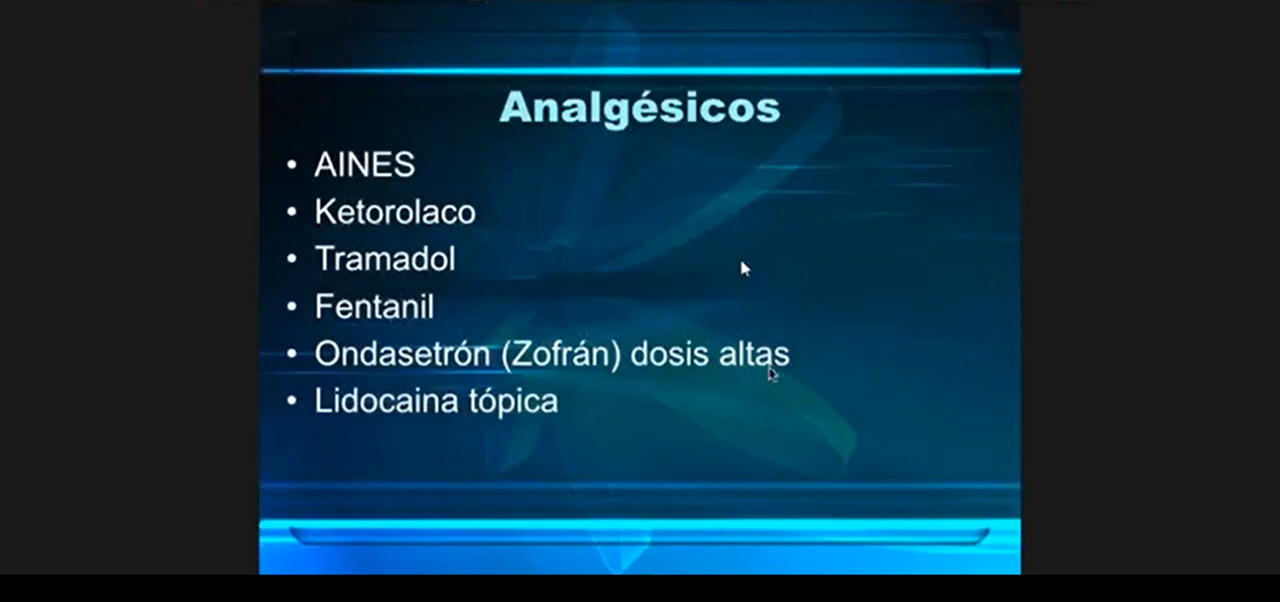 Analgésicos
• AINES
• Ketorolaco
• Tramadol
• Fentanil
• Ondasetrón (Zofrán) dosis altas
• Lidocaina tópica